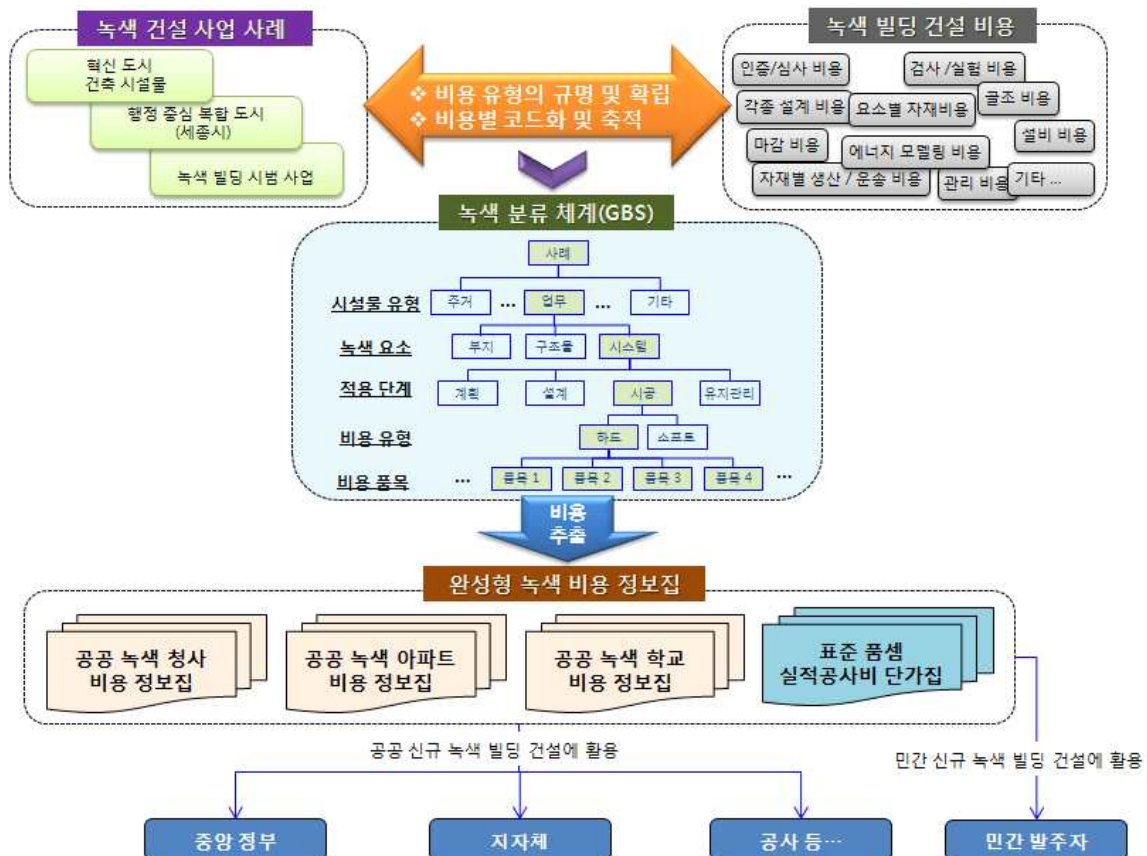 녹색 건설 사업 사례
혁신 도시
건축 시설물
행정 중심 복합 도시
(세종시)
녹색 빌딩 시범 사업
❖ 비용 유형의 규명 및 확립
❖ 비용별 코드화 및 축적
녹색 빌딩 건설 비용
인증/심사 비용
검사 /실험 비용
각종 설계 비용
요소별 자재비용
골조 비용
마감 비용
에너지 모델링 비용
설비 비용
자재별 생산 / 운송 비용
관리 비용
기타 ...
녹색 분류 체계(GBS)
사례
시설물 유형
주거
...
업무
...
기타
녹색 요소
부지
구조물
시스템
적용 단계
계획
설계
시공
유지관리
비용 유형
하드
소프트
비용 품목
...
품목 1
품목 2
품목 3
품목 4
...
비용
추출
완성형 녹색 비용 정보집
공공 녹색 청사
비용 정보집
공공 녹색 아파트
비용 정보집
공공 녹색 학교
비용 정보집
표준 품셈
실적공사비 단가집
공공 신규 녹색 빌딩 건설에 활용
민간 신규 녹색 빌딩 건설에 활용
중앙 정부
지자체
공사 등…
민간 발주자